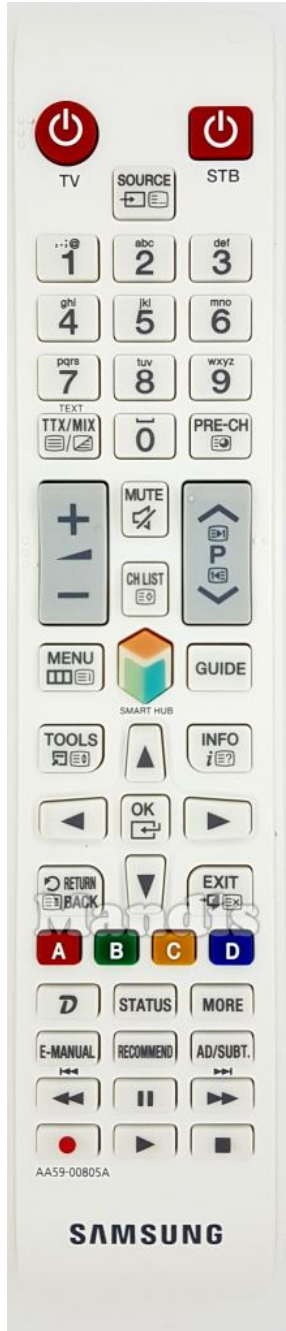 TV STB
SOURCE
.-;@ abc def
1 2 3
ghi jkl mno
4 5 6
pqrs tuv wxyz
7 8 9
TEXT
TTX/MIX 0 PRE-CH
MUTE
+ P -
CH LIST
MENU GUIDE
SMART HUB
TOOLS INFO
i
OK
RETURN EXIT
BACK
Mandis
A B C D
D STATUS MORE
E-MANUAL RECOMMEND AD/SUBT.
AA59-00805A
SAMSUNG